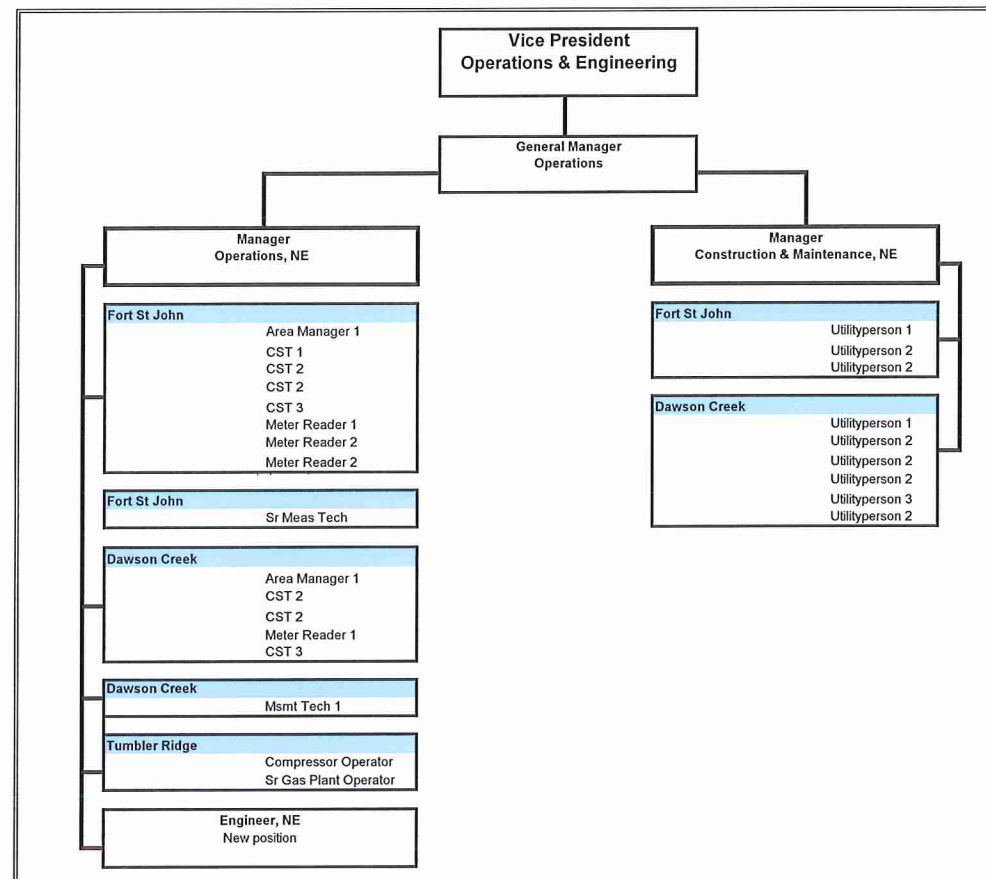 Vice President
Operations & Engineering
General Manager
Operations
Manager
Operations, NE
Fort St John
Area Manager 1
CST 1
CST 2
CST 2
CST 3
Meter Reader 1
Meter Reader 2
Meter Reader 2
Fort St John
Sr Meas Tech
Dawson Creek
Area Manager 1
CST 2
CST 2
Meter Reader 1
CST 3
Dawson Creek
Msmt Tech 1
Tumbler Ridge
Compressor Operator
Sr Gas Plant Operator
Engineer, NE
New position
Manager
Construction & Maintenance, NE
Fort St John
Utilityperson 1
Utilityperson 2
Utilityperson 2
Dawson Creek
Utilityperson 1
Utilityperson 2
Utilityperson 2
Utilityperson 2
Utilityperson 3
Utilityperson 2